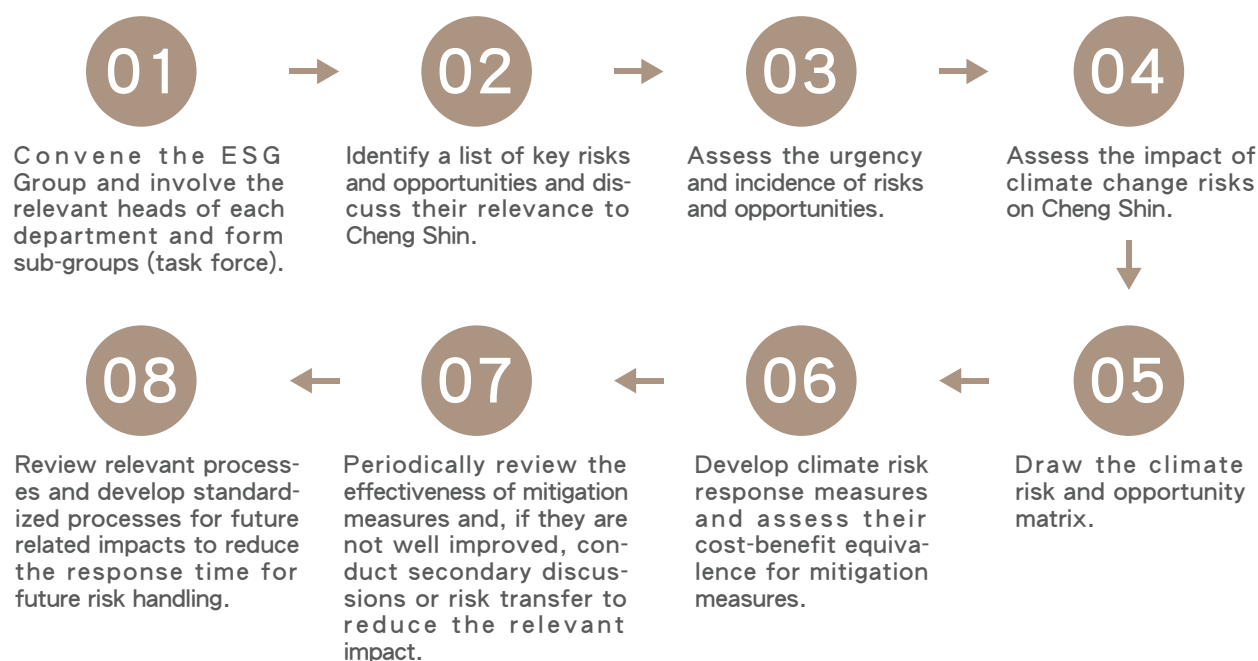 01
Convene the ESG
Group and involve the
relevant heads of each
department and form
sub-groups (task force).
02
Identify a list of key risks
and opportunities and dis-
cuss their relevance to
Cheng Shin.
03
Assess the urgency
and incidence of risks
and opportunities.
04
Assess the impact of
climate change risks
on Cheng Shin.
05
Draw the climate
risk and opportunity
matrix.
06
Develop climate risk
response measures
and assess their
cost-benefit equiva-
lence for mitigation
measures.
07
Periodically review the
effectiveness of mitigation
measures and, if they are
not well improved, con-
duct secondary discus-
sions or risk transfer to
reduce the relevant
impact.
08
Review relevant process-
es and develop standard-
ized processes for future
related impacts to reduce
the response time for
future risk handling.